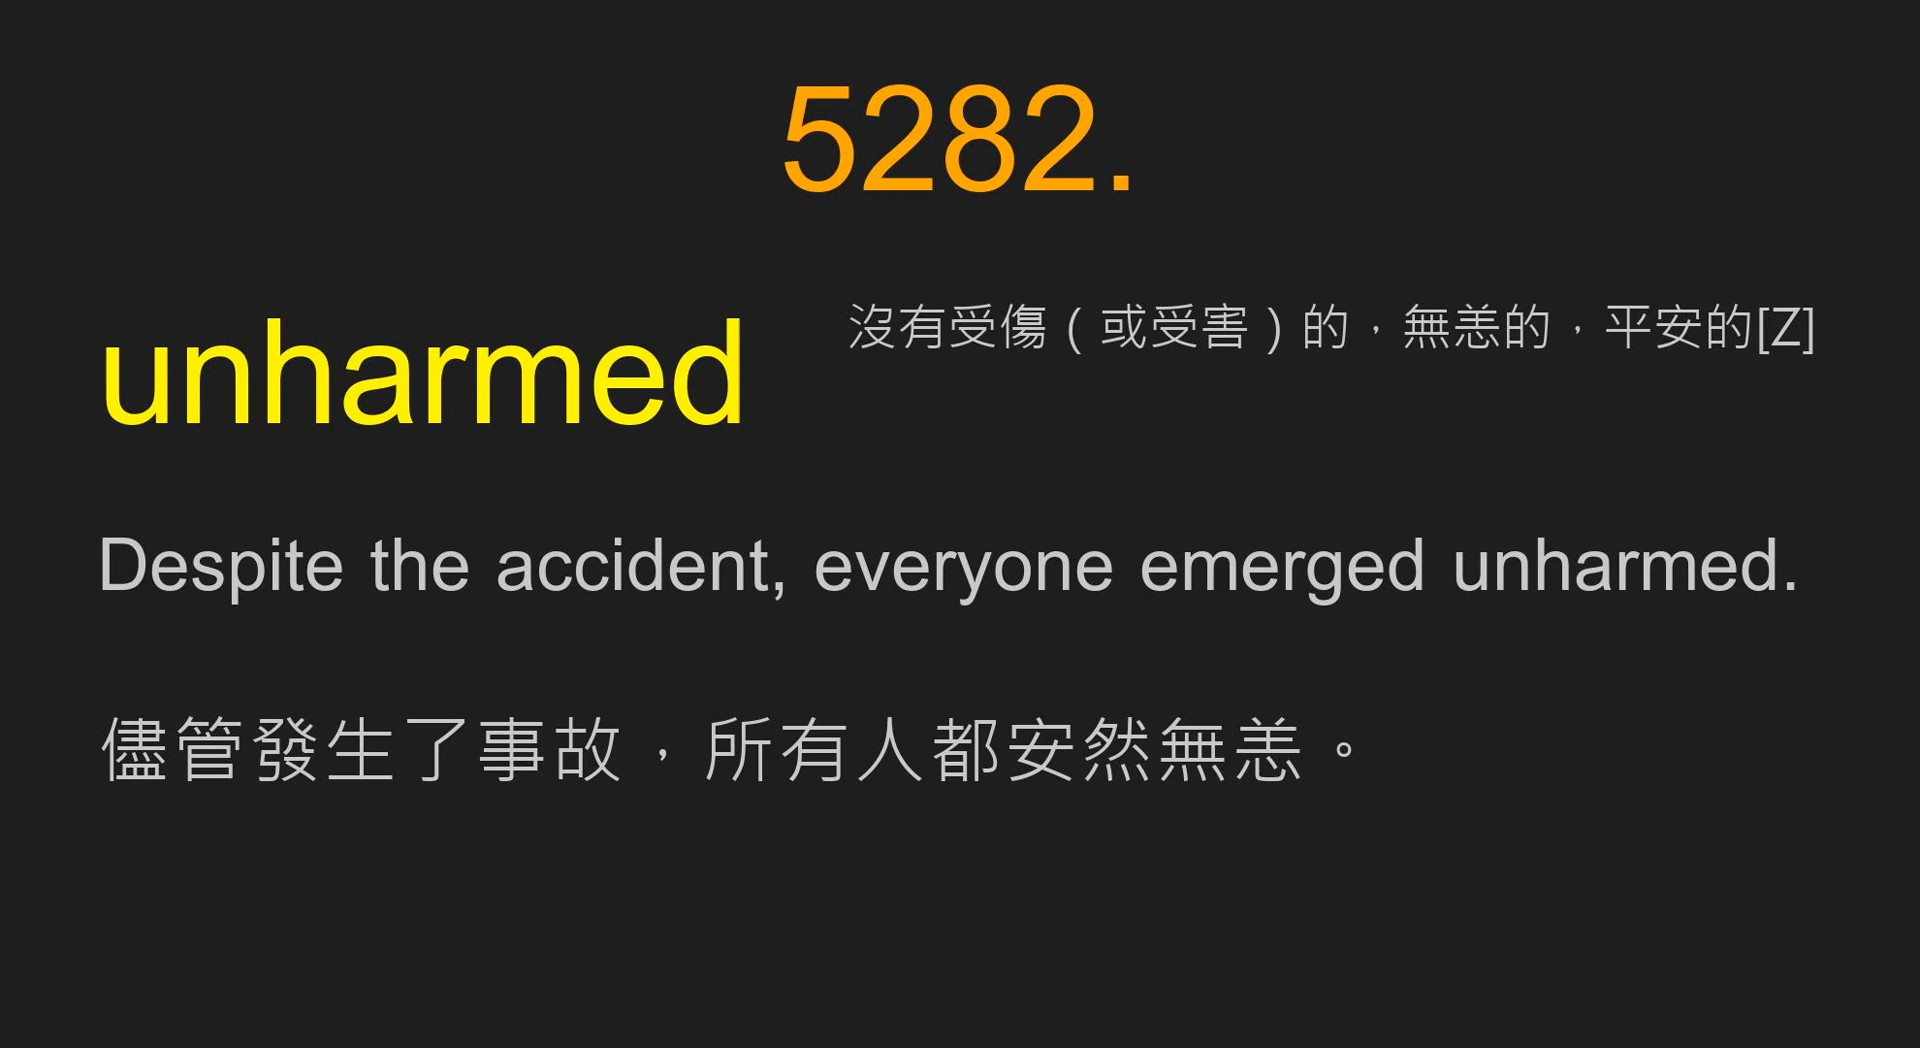 5282.
unharmed
沒有受傷（或受害）的，無恙的，平安的[Z]
Despite the accident, everyone emerged unharmed.
儘管發生了事故，所有人都安然無恙。